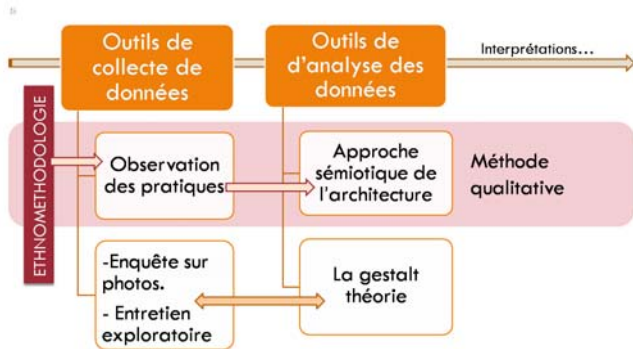 Outils de
collecte de
données
Outils de
d'analyse des
données
Interprétations...
ETHNOMETHODOLOGIE
Observation
des pratiques
Approche
sémiotique de
l'architecture
Méthode
qualitative
-Enquête sur
photos.
- Entretien
exploratoire
La gestalt
théorie